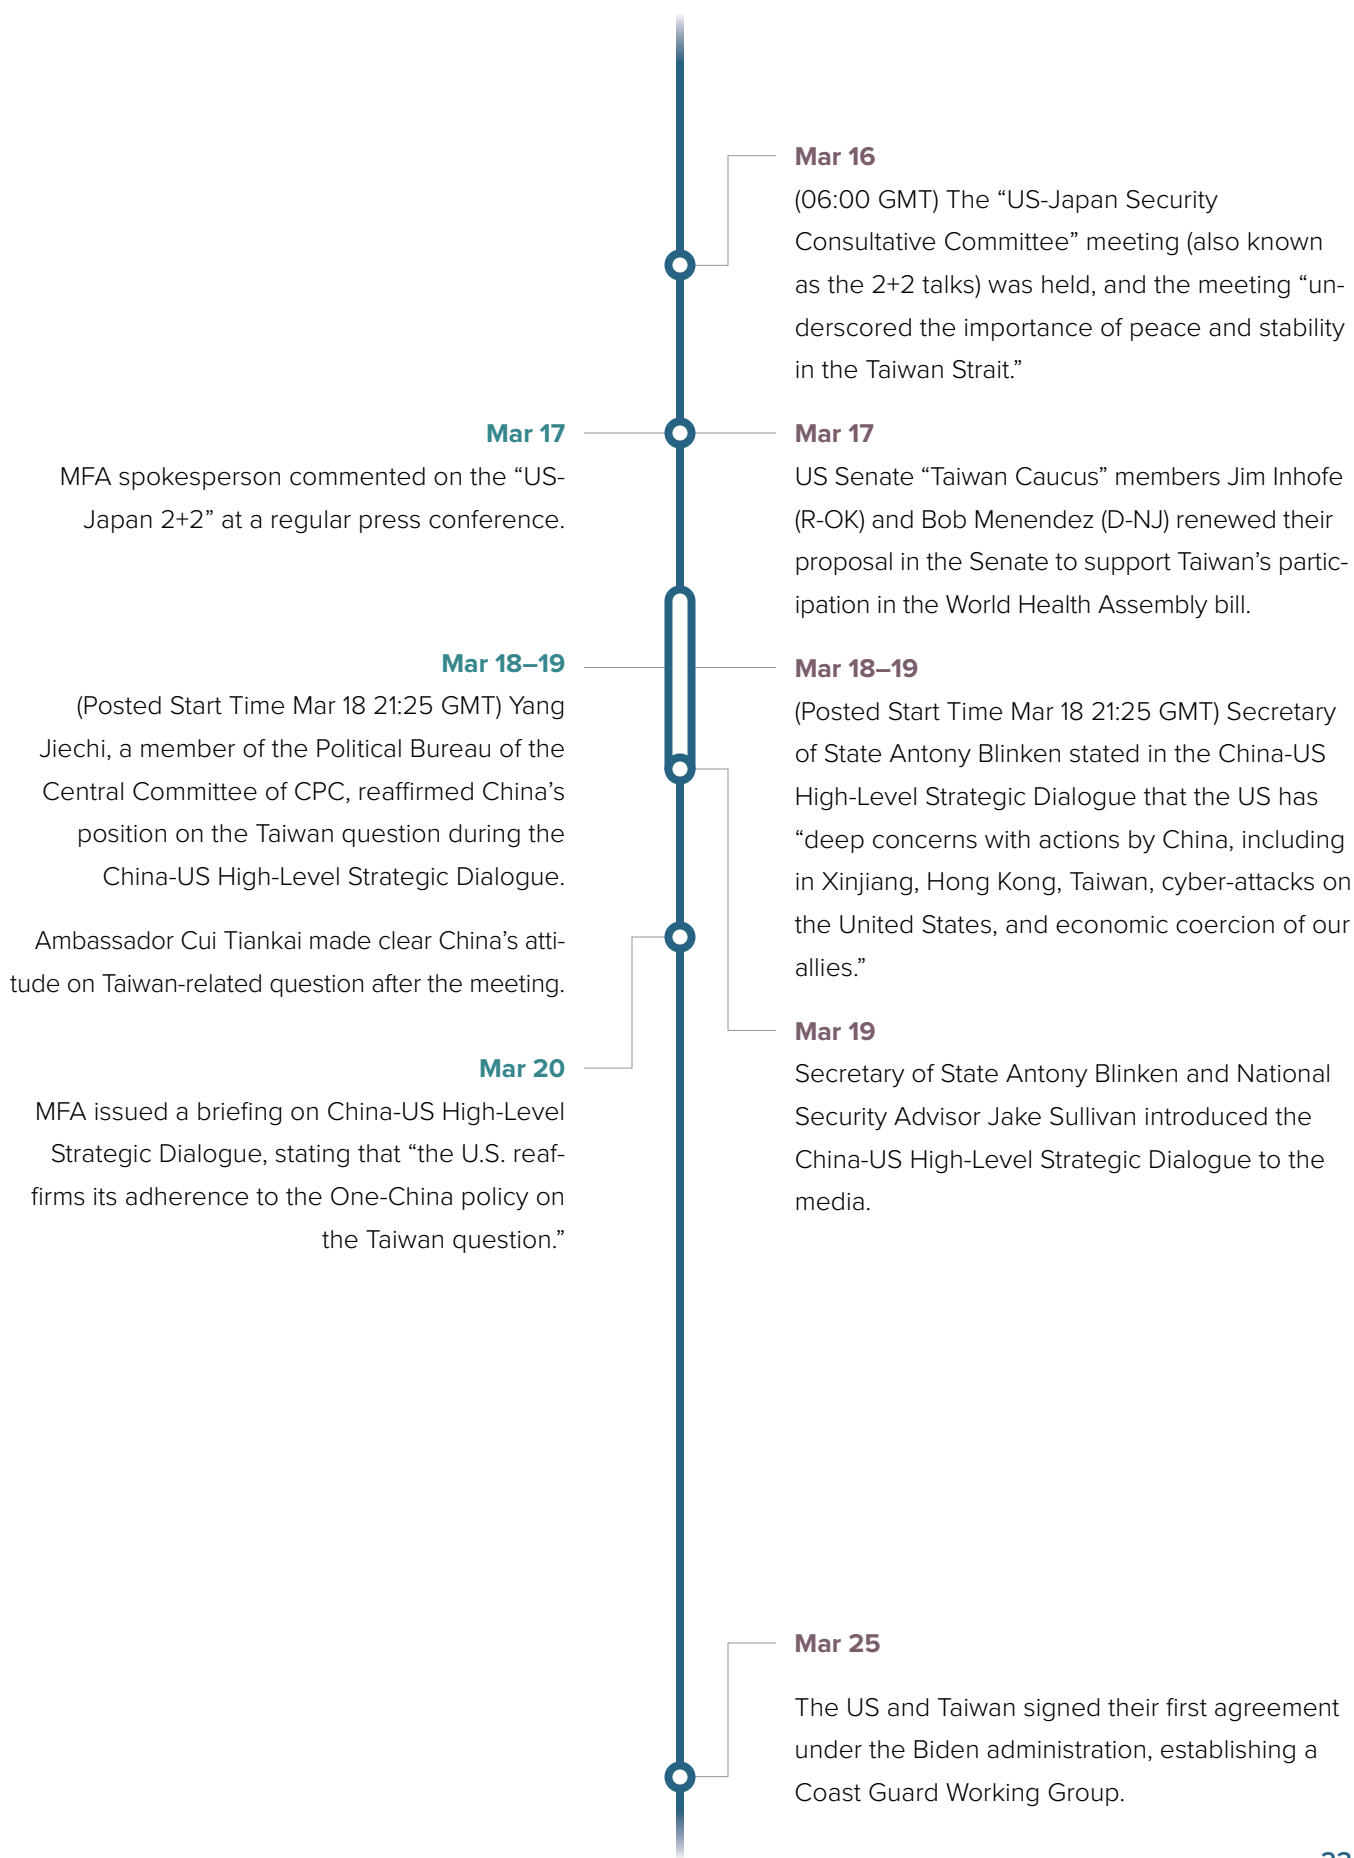 Mar 16
(06:00 GMT) The “US-Japan Security
Consultative Committee” meeting (also known
as the 2+2 talks) was held, and the meeting “un-
derscored the importance of peace and stability
in the Taiwan Strait.”
Mar 17
MFA spokesperson commented on the “US-
Japan 2+2” at a regular press conference.
Mar 17
US Senate “Taiwan Caucus” members Jim Inhofe
(R-OK) and Bob Menendez (D-NJ) renewed their
proposal in the Senate to support Taiwan’s partic-
ipation in the World Health Assembly bill.
Mar 18–19
(Posted Start Time Mar 18 21:25 GMT) Yang
Jiechi, a member of the Political Bureau of the
Central Committee of CPC, reaffirmed China’s
position on the Taiwan question during the
China-US High-Level Strategic Dialogue.
Ambassador Cui Tiankai made clear China’s atti-
tude on Taiwan-related question after the meeting.
Mar 18–19
(Posted Start Time Mar 18 21:25 GMT) Secretary
of State Antony Blinken stated in the China-US
High-Level Strategic Dialogue that the US has
“deep concerns with actions by China, including
in Xinjiang, Hong Kong, Taiwan, cyber-attacks on
the United States, and economic coercion of our
allies.”
Mar 19
Secretary of State Antony Blinken and National
Security Advisor Jake Sullivan introduced the
China-US High-Level Strategic Dialogue to the
media.
Mar 20
MFA issued a briefing on China-US High-Level
Strategic Dialogue, stating that “the U.S. reaf-
firms its adherence to the One-China policy on
the Taiwan question.”
Mar 25
The US and Taiwan signed their first agreement
under the Biden administration, establishing a
Coast Guard Working Group.